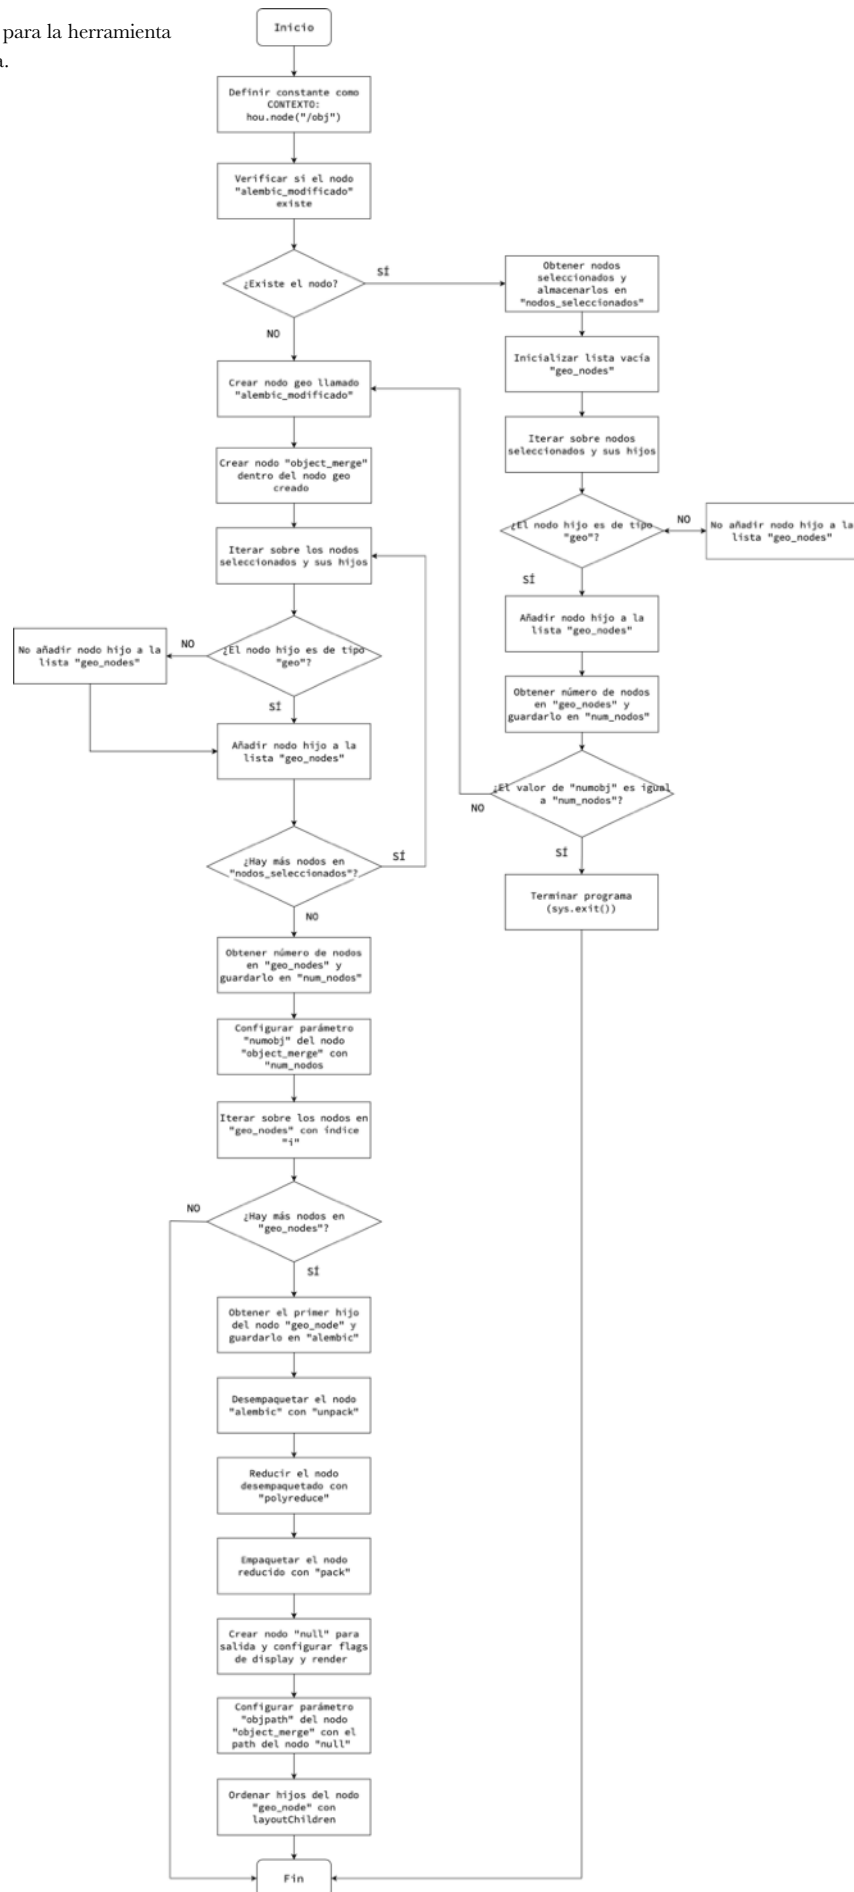 para la herramienta
a.
Inicio
Definir constante como
CONTEXTO:
hou.node("/obj")
Verificar si el nodo
"alembic_modificado"
existe
¿Existe el nodo?
SÍ
NO
Obtener nodos
seleccionados y
almacenarlos en
"nodos_seleccionados"
Inicializar lista vacía
"geo_nodes"
Iterar sobre nodos
seleccionados y sus hijos
¿El nodo hijo es de tipo
"geo"?
NO
No añadir nodo hijo a la
lista "geo_nodes"
SÍ
Añadir nodo hijo a la
lista "geo_nodes"
Obtener número de nodos
en "geo_nodes" y
guardarlo en "num_nodos"
¿El valor de "numobj" es igual
a "num_nodos"?
NO
SÍ
Terminar programa
(sys.exit())
Crear nodo geo llamado
"alembic_modificado"
Crear nodo "object_merge"
dentro del nodo geo
creado
Iterar sobre los nodos
seleccionados y sus hijos
¿El nodo hijo es de tipo
"geo"?
NO
No añadir nodo hijo a la
lista "geo_nodes"
SÍ
Añadir nodo hijo a la
lista "geo_nodes"
¿Hay más nodos en
"nodos_seleccionados"?
SÍ
NO
Obtener número de nodos
en "geo_nodes" y
guardarlo en "num_nodos"
Configurar parámetro
"numobj" del nodo
"object_merge" con
"num_nodos
Iterar sobre los nodos en
"geo_nodes" con índice
"i"
¿Hay más nodos en
"geo_nodes"?
NO
SÍ
Obtener el primer hijo
del nodo "geo_node" y
guardarlo en "alembic"
Desempaquetar el nodo
"alembic" con "unpack"
Reducir el nodo
desempaquetado con
"polyreduce"
Empaquetar el nodo
reducido con "pack"
Crear nodo "null" para
salida y configurar flags
de display y render
Configurar parámetro
"objpath" del nodo
"object_merge" con el
path del nodo "null"
Ordenar hijos del nodo
"geo_node" con
layoutChildren
Fin